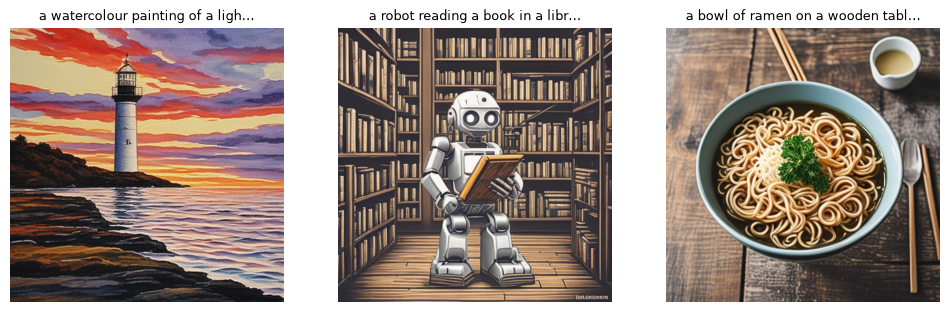 a watercolour painting of a ligh...
a robot reading a book in a libr...
a bowl of ramen on a wooden tabl...